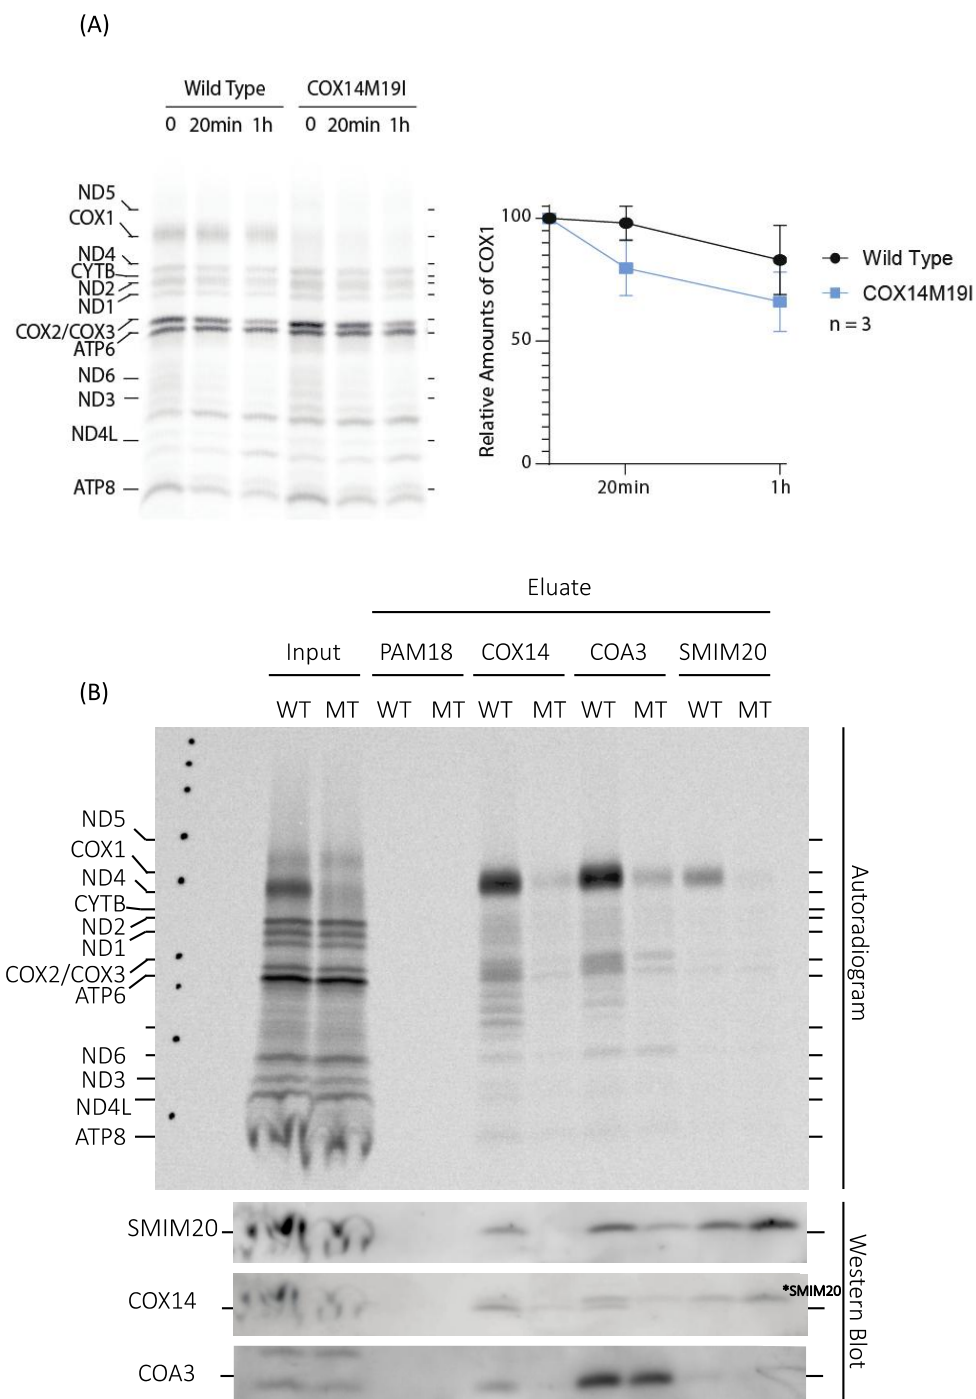 (A)
Wild Type COX14M19I
0 20min 1h 0 20min 1h
ND5
COX1
ND4
CYTB
ND2
ND1
COX2/COX3
ATP6
ND6
ND3
ND4L
ATP8
Relative Amounts of COX1
100
50
0
20min 1h
Wild Type
COX14M19I
n = 3
Eluate
Input PAM18 COX14 COA3 SMIM20
(B)
WT MT WT MT WT MT WT MT WT MT
ND5
COX1
ND4
CYTB
ND2
ND1
COX2/COX3
ATP6
ND6
ND3
ND4L
ATP8
Autoradiogram
SMIM20
COX14
*SMIM20
COA3
Western Blot